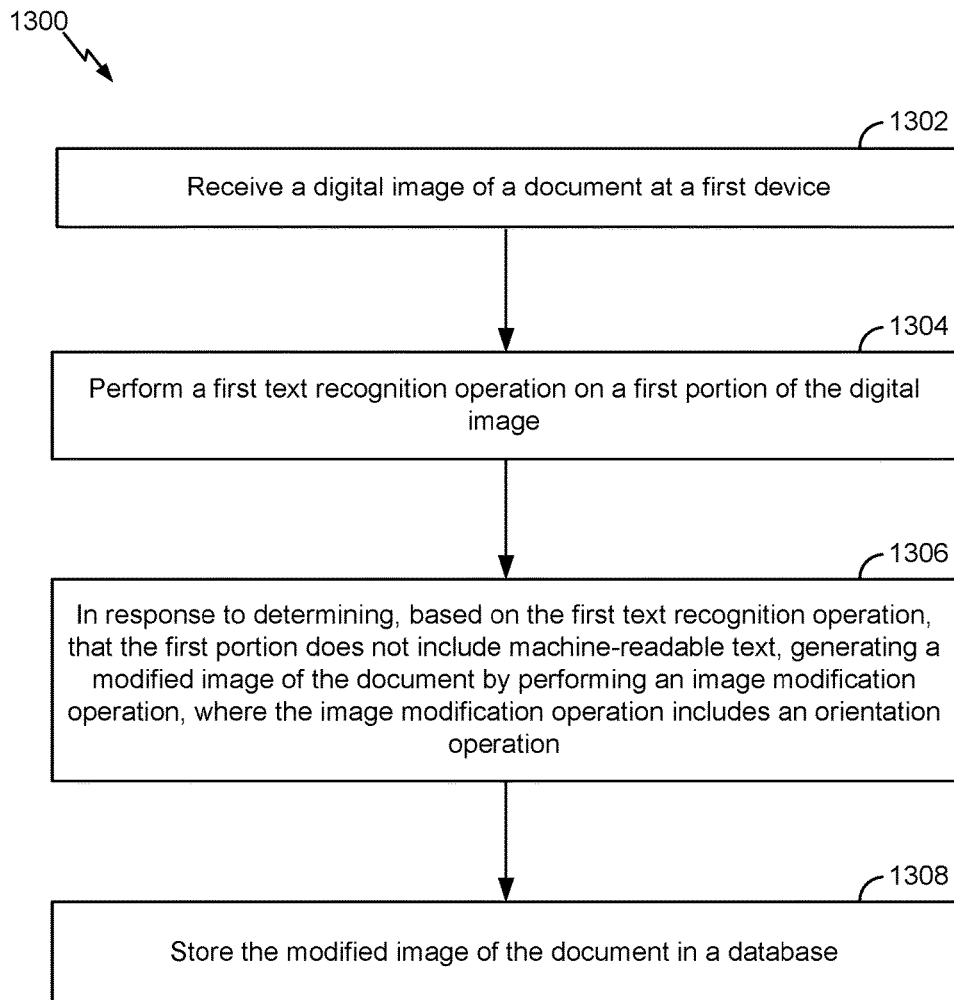 1300
1302
Receive a digital image of a document at a first device
1304
Perform a first text recognition operation on a first portion of the digital
image
1306
In response to determining, based on the first text recognition operation,
that the first portion does not include machine-readable text, generating a
modified image of the document by performing an image modification
operation, where the image modification operation includes an orientation
operation
1308
Store the modified image of the document in a database